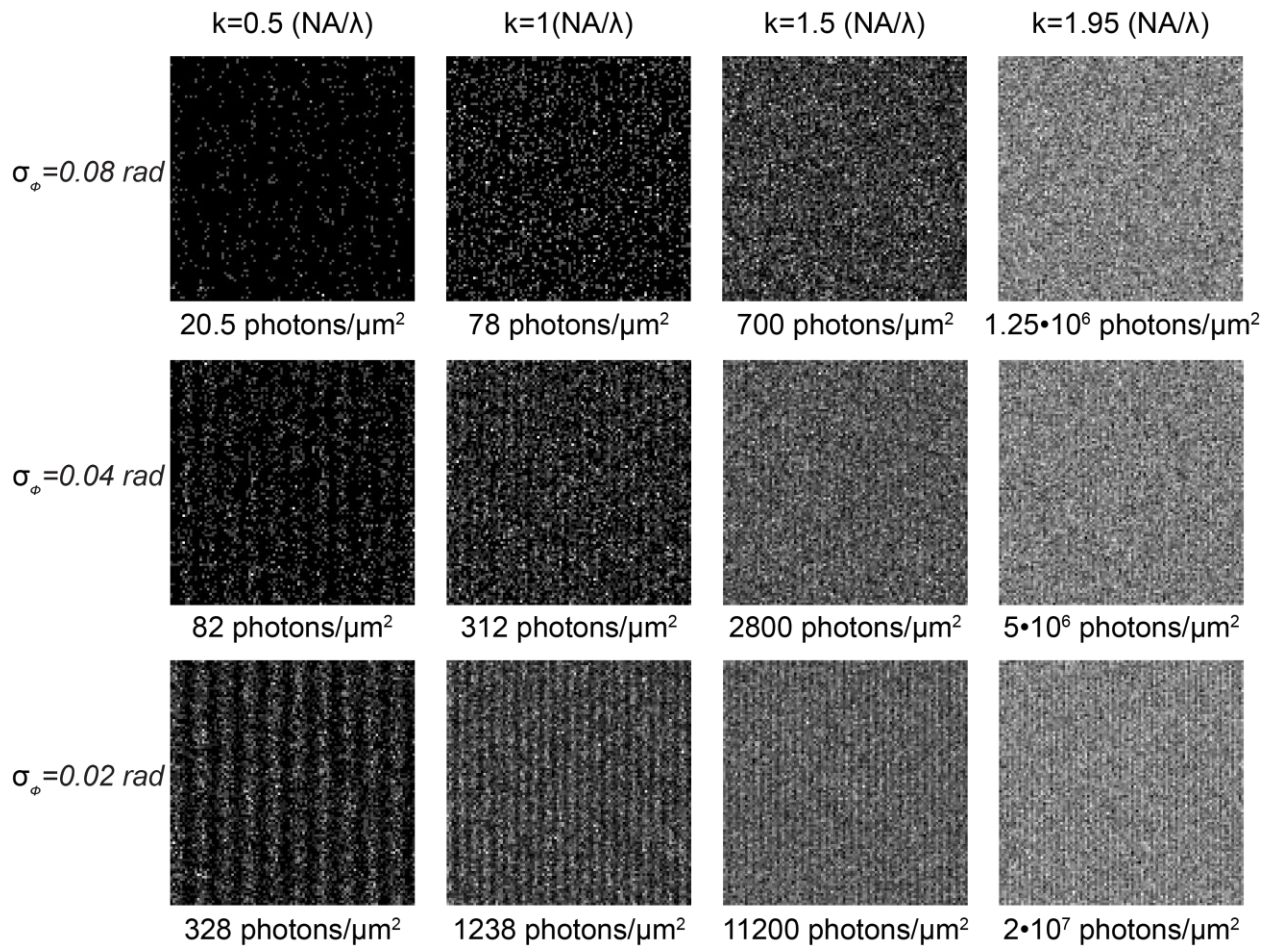 k=0.5 (NA/λ) k=1(NA/λ) k=1.5 (NA/λ) k=1.95 (NA/λ)
σ𝜙=0.08 rad
20.5 photons/µm² 78 photons/µm² 700 photons/µm² 1.25•10⁶ photons/µm²
σ𝜙=0.04 rad
82 photons/µm² 312 photons/µm² 2800 photons/µm² 5•10⁶ photons/µm²
σ𝜙=0.02 rad
328 photons/µm² 1238 photons/µm² 11200 photons/µm² 2•10⁷ photons/µm²